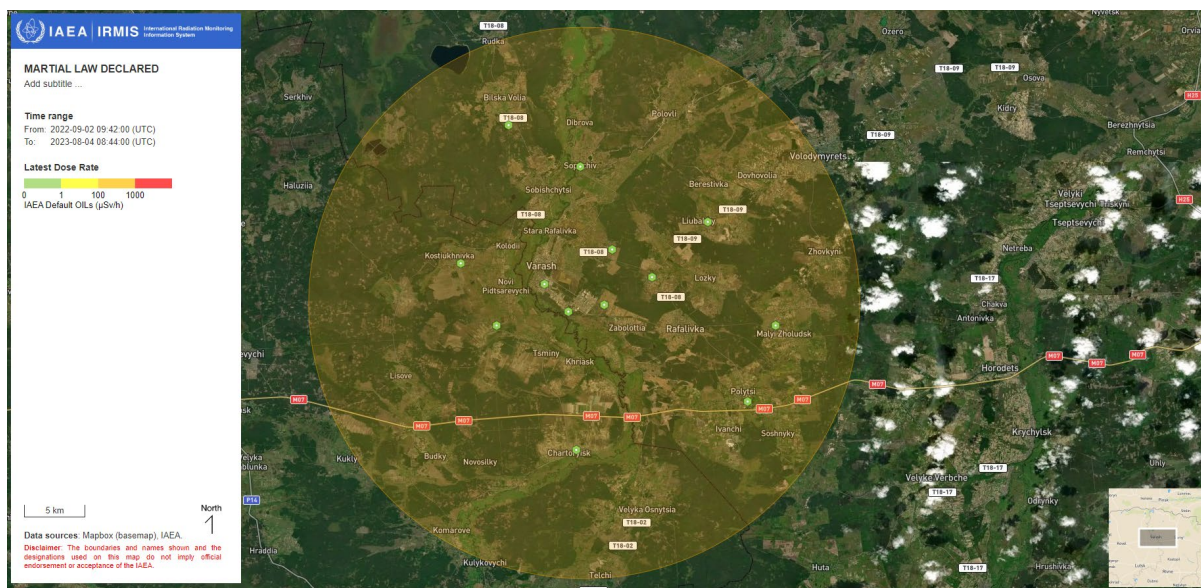 IAEA | IRMIS International Radiation Monitoring
Information System
MARTIAL LAW DECLARED
Add subtitle ...
Time range
From: 2022-09-02 09:42:00 (UTC)
To: 2023-08-04 08:44:00 (UTC)
Latest Dose Rate
0 1 100 1000
IAEA Default OILs (µSv/h)
5 km
North
Data sources: Mapbox (basemap), IAEA.
Disclaimer: The boundaries and names shown and the
designations used on this map do not imply official
endorsement or acceptance of the IAEA.
T18-08
Rudka
Ozero
Nyvetsk
Orvia
T18-09
T18-09
Osova
Serkhiv
Bilska Volia
Kidry
H25
T18-08
Dibrova
Polovli
Berezhnytsia
T18-09
Remchytsi
Volodymyrets
Sopachiv
Dovhovolia
Haluziia
Sobishchytsi
Berestivka
Velyki
Tseptsevychi
Triskyni
H25
T18-08
T18-09
Liubakhy
Tseptsevychi
Stara Rafalivka
T18-09
Kolodii
Netreba
Kostiukhnivka
T18-08
Zhovkyni
Varash
Lozky
T18-17
Novi
Pidtsarevychi
T18-08
Chakva
Antonivka
Zabolottia
Rafalivka
Malyi Zholudsk
Tsminy
Khriask
M07
M07
M07
Horodets
Lisove
M07
M07
Polytsi
M07
M07
M07
M07
M07
M07
Ivanchi
Soshnyky
Krychylsk
Budky
Novosilky
Chartoryisk
Kukly
Velyka
Uhly
T18-17
Velyke Verbche
T18-17
P14
Velyka Osnytsia
Odrynky
T18-02
Komarove
T18-02
Hraddia
Kulykovychi
Telchi
Huta
T18-17
Hrushivka